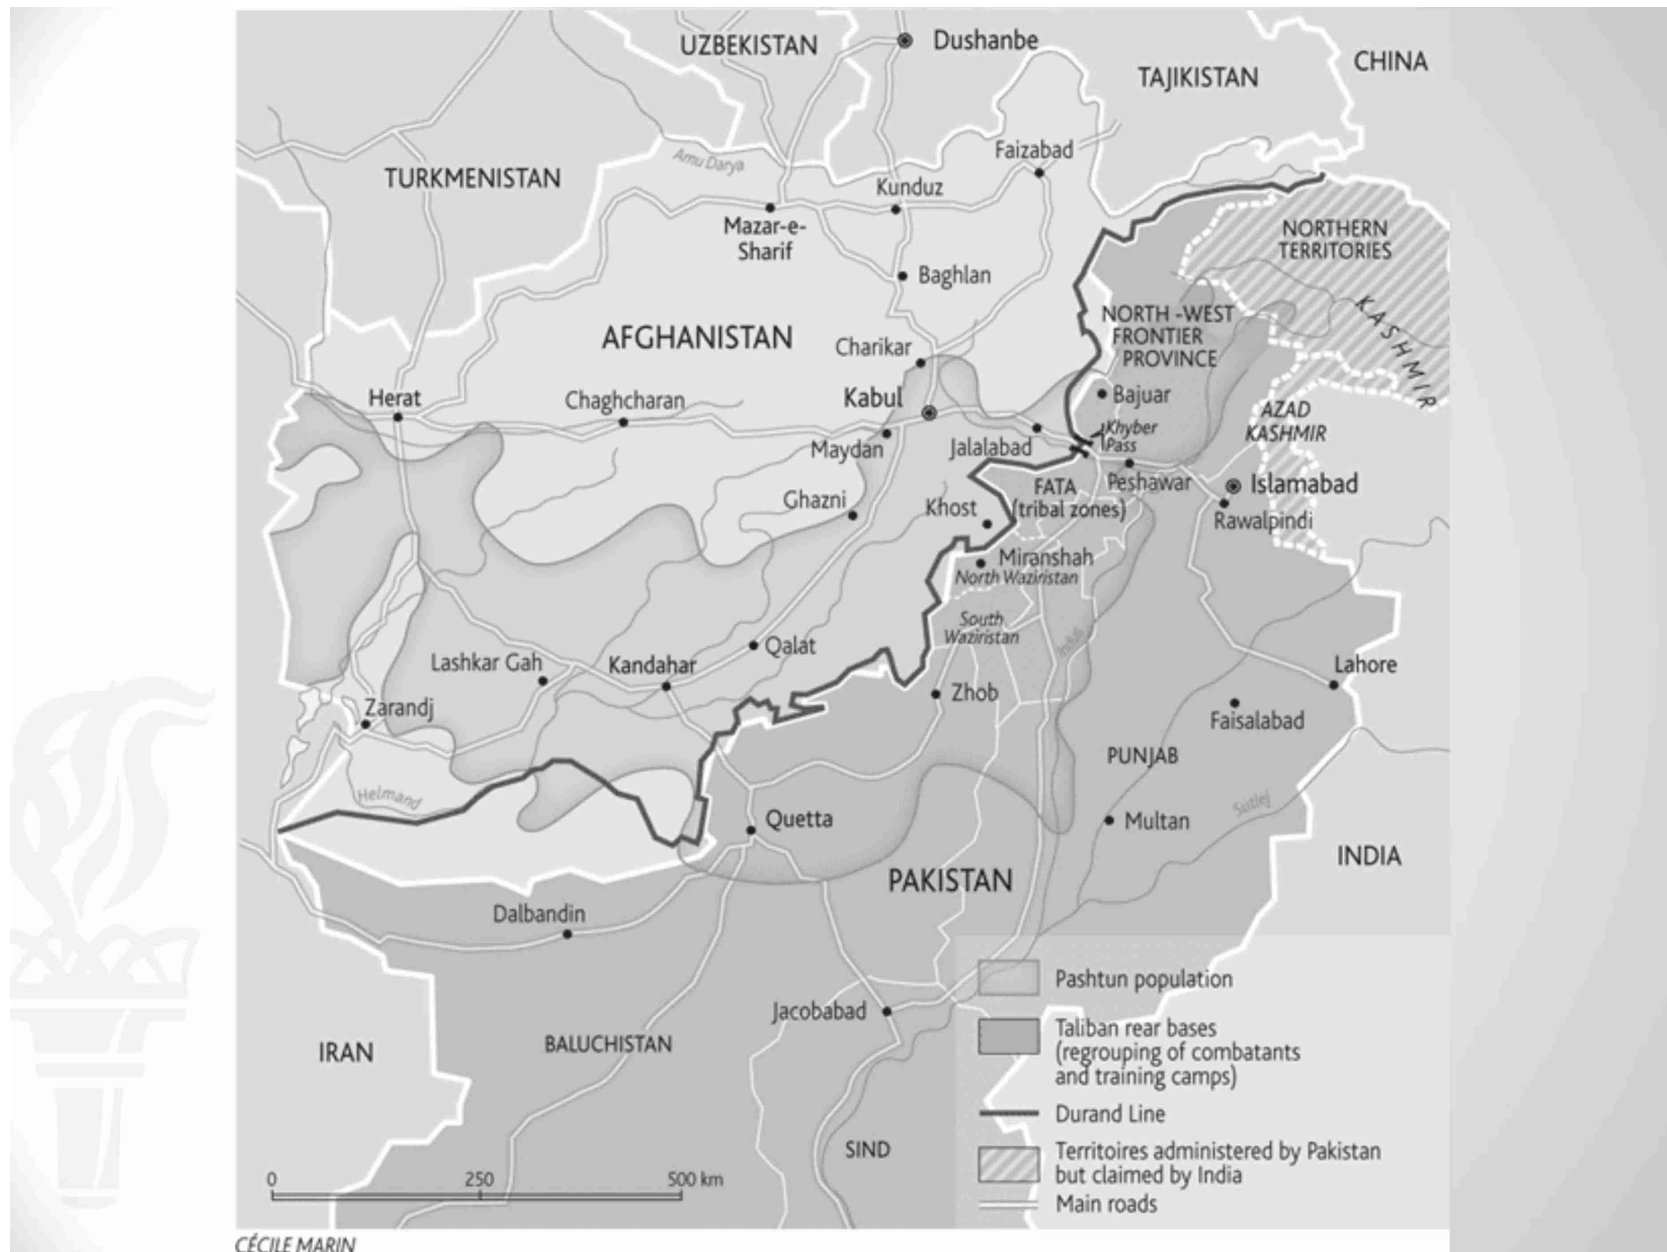 UZBEKISTAN
Dushanbe
TAJIKISTAN
CHINA
TURKMENISTAN
Amu Darya
Faizabad
Kunduz
Mazar-e-
Sharif
Baghlan
NORTHERN
TERRITORIES
KASHMIR
AFGHANISTAN
NORTH -WEST
FRONTIER
PROVINCE
Charikar
Herat
Chaghcharan
Kabul
Bajuar
AZAD
KASHMIR
Maydan
Jalalabad
Khyber
Pass
Peshawar
Islamabad
Rawalpindi
Ghazni
Khost
FATA
(tribal zones)
Miranshah
North Waziristan
South
Waziristan
Indus
Qalat
Lashkar Gah
Kandahar
Zarandj
Zhob
Lahore
Faisalabad
PUNJAB
Helmand
Quetta
Multan
Sutlej
INDIA
PAKISTAN
Dalbandin
Jacobabad
IRAN
BALUCHISTAN
SIND
Pashtun population
Taliban rear bases
(regrouping of combatants
and training camps)
Durand Line
Territoires administered by Pakistan
but claimed by India
Main roads
0 250 500 km
CÉCILE MARIN